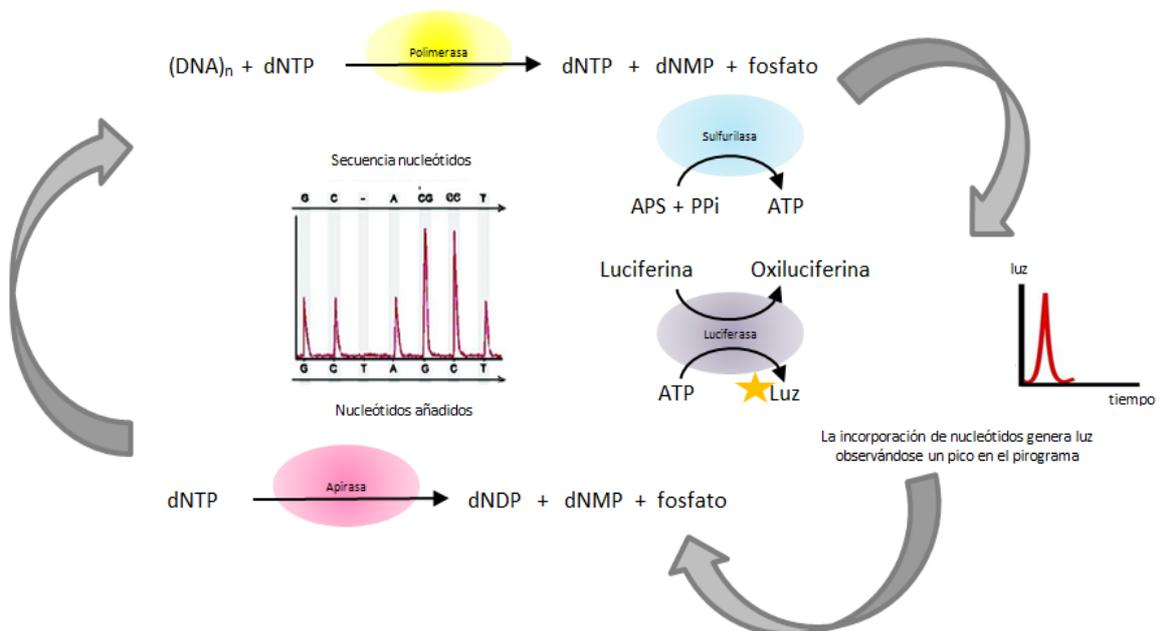 (DNA)n + dNTP
Polimerasa
dNTP + dNMP + fosfato
Sulfurilasa
APS + PPi ATP
Secuencia nucleótidos
G C - A GC T
G C T A G C T
Nucleótidos añadidos
Luciferina Oxiluciferina
Luciferasa
ATP Luz
luz
tiempo
La incorporación de nucleótidos genera luz
observándose un pico en el pirograma
dNTP
Apirasa
dNDP + dNMP + fosfato